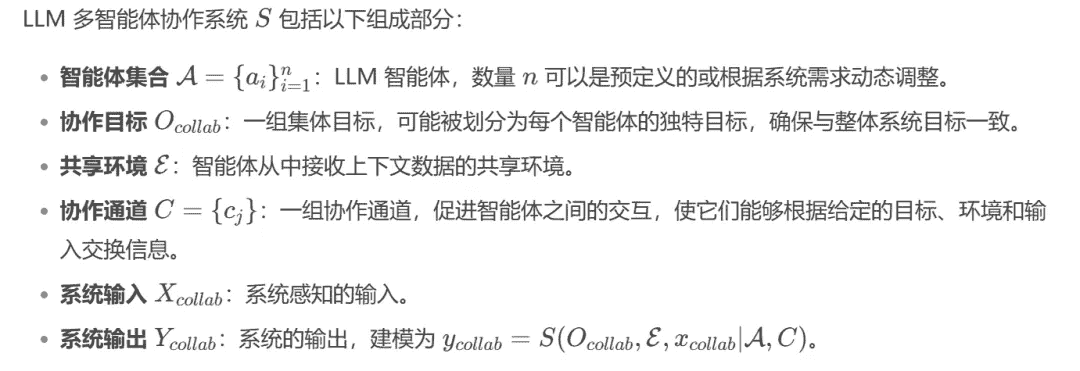 LLM 多智能体协作系统 S 包括以下组成部分：
• 智能体集合 𝒜 = {aᵢ}ⁿᵢ₌₁：LLM 智能体，数量 n 可以是预定义的或根据系统需求动态调整。
• 协作目标 O_collab：一组集体目标，可能被划分为每个智能体的独特目标，确保与整体系统目标一致。
• 共享环境 ℰ：智能体从中接收上下文数据的共享环境。
• 协作通道 C = {c_j}：一组协作通道，促进智能体之间的交互，使它们能够根据给定的目标、环境和输
入交换信息。
• 系统输入 X_collab：系统感知的输入。
• 系统输出 Y_collab：系统的输出，建模为 y_collab = S(O_collab, ℰ, x_collab|𝒜, C)。